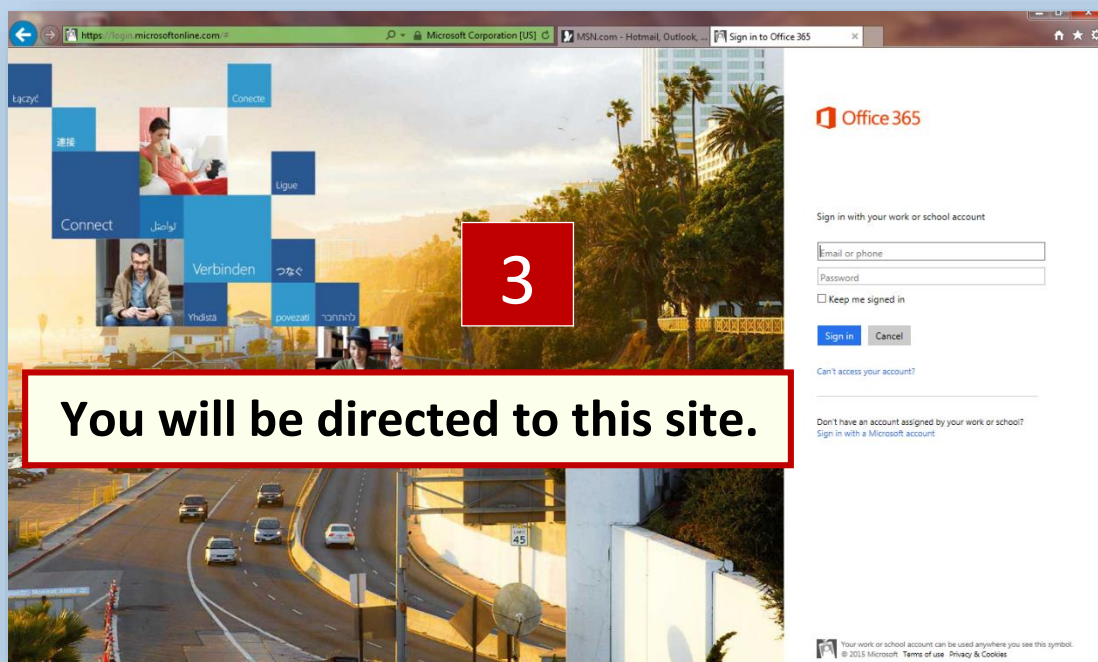 https://login.microsoftonline.com/#
Microsoft Corporation [US]
MSN.com - Hotmail, Outlook, ...
Sign in to Office 365
Łączyć
Conecte
連接
Ligue
Connect
تواصل
Verbinden
つなぐ
Yhdistä
povezati
להתחבר
3
You will be directed to this site.
45
Office 365
Sign in with your work or school account
Email or phone
Password
Keep me signed in
Sign in
Cancel
Can't access your account?
Don't have an account assigned by your work or school?
Sign in with a Microsoft account
Your work or school account can be used anywhere you see this symbol.
© 2015 Microsoft Terms of use Privacy & Cookies